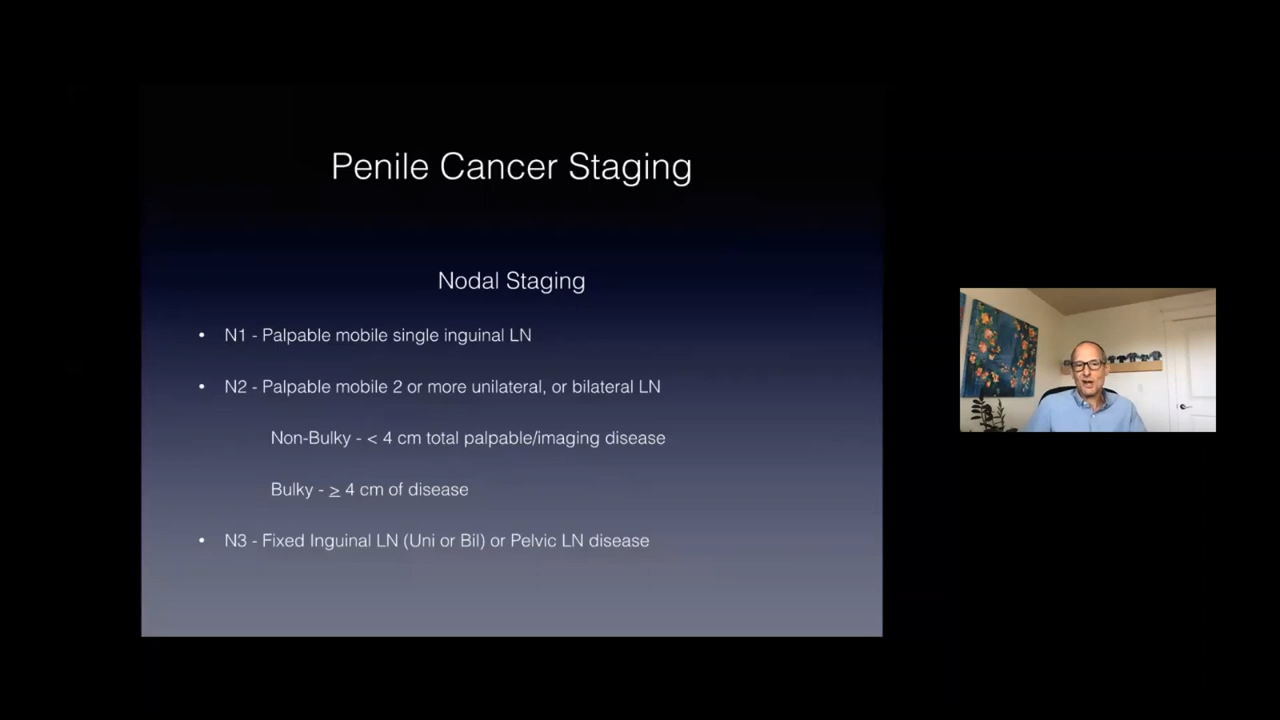 Penile Cancer Staging
Nodal Staging
• N1 - Palpable mobile single inguinal LN
• N2 - Palpable mobile 2 or more unilateral, or bilateral LN
Non-Bulky - < 4 cm total palpable/imaging disease
Bulky - ≥ 4 cm of disease
• N3 - Fixed Inguinal LN (Uni or Bil) or Pelvic LN disease